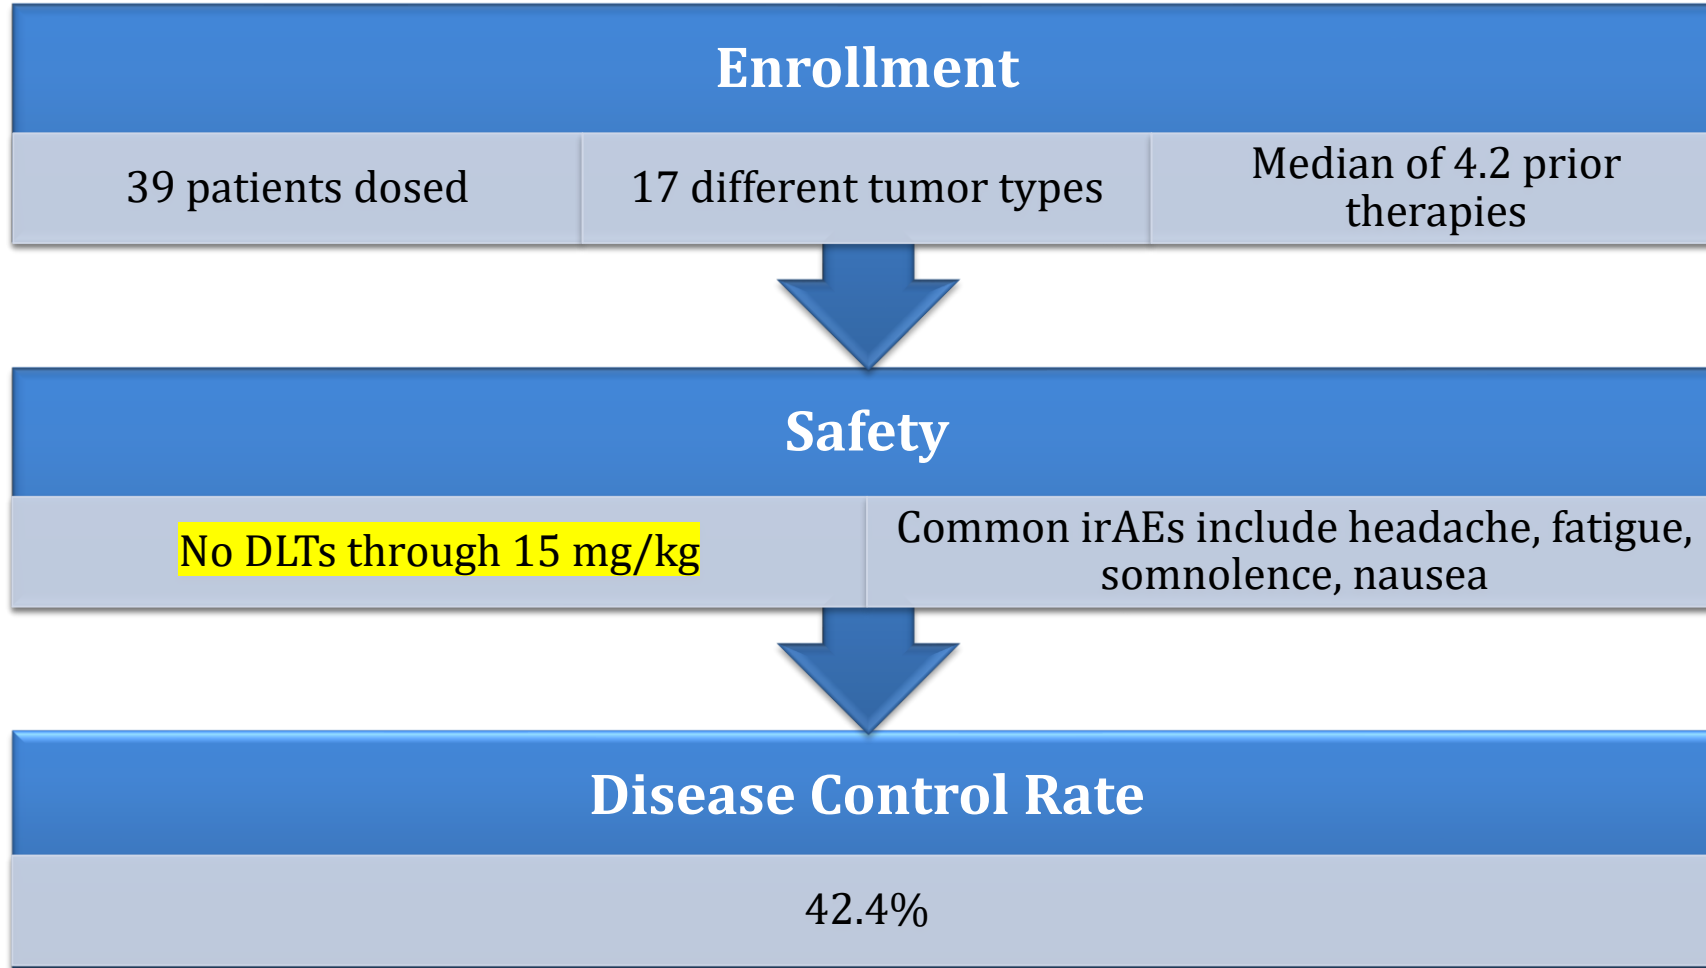 Enrollment
39 patients dosed
17 different tumor types
Median of 4.2 prior
therapies
Safety
No DLTs through 15 mg/kg
Common irAEs include headache, fatigue,
somnolence, nausea
Disease Control Rate
42.4%